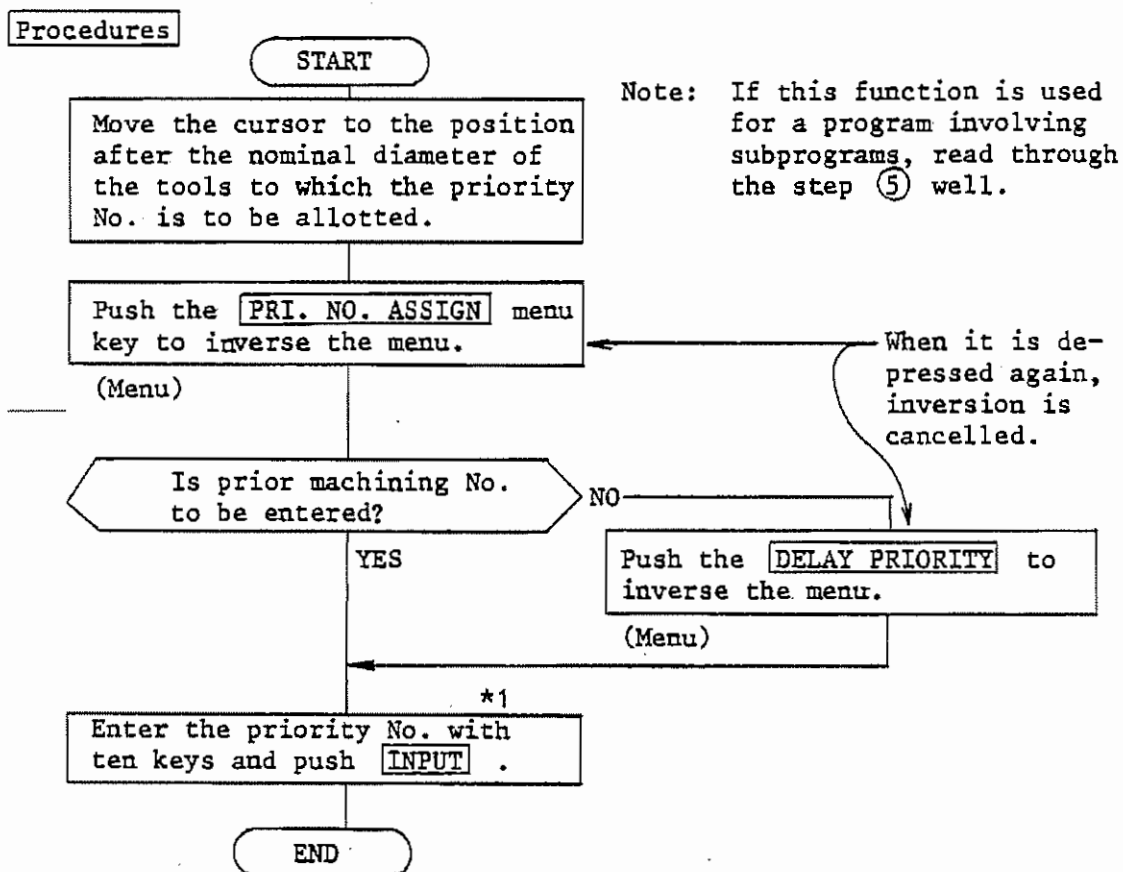 Procedures
START
Note: If this function is used
for a program involving
subprograms, read through
the step ⑤ well.
Move the cursor to the position
after the nominal diameter of
the tools to which the priority
No. is to be allotted.
Push the PRI. NO. ASSIGN menu
key to inverse the menu.
(Menu)
When it is de-
pressed again,
inversion is
cancelled.
Is prior machining No.
to be entered?
NO
YES
Push the DELAY PRIORITY to
inverse the menu.
(Menu)
*1
Enter the priority No. with
ten keys and push INPUT .
END